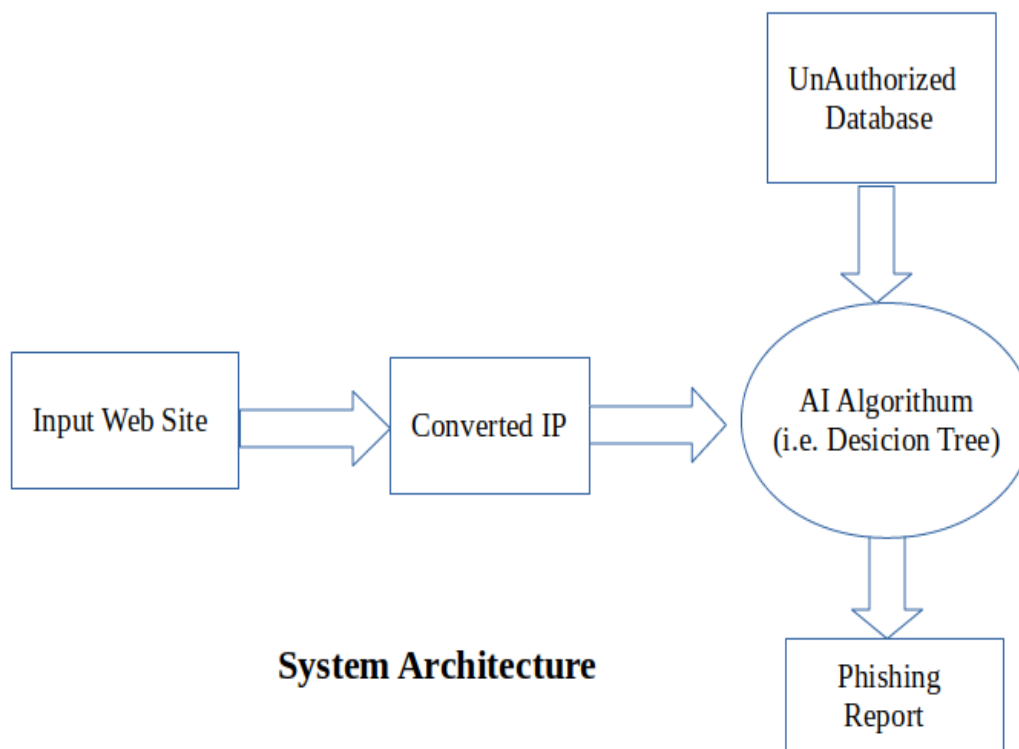 UnAuthorized
Database
Input Web Site
Converted IP
AI Algorithum
(i.e. Desicion Tree)
System Architecture
Phishing
Report